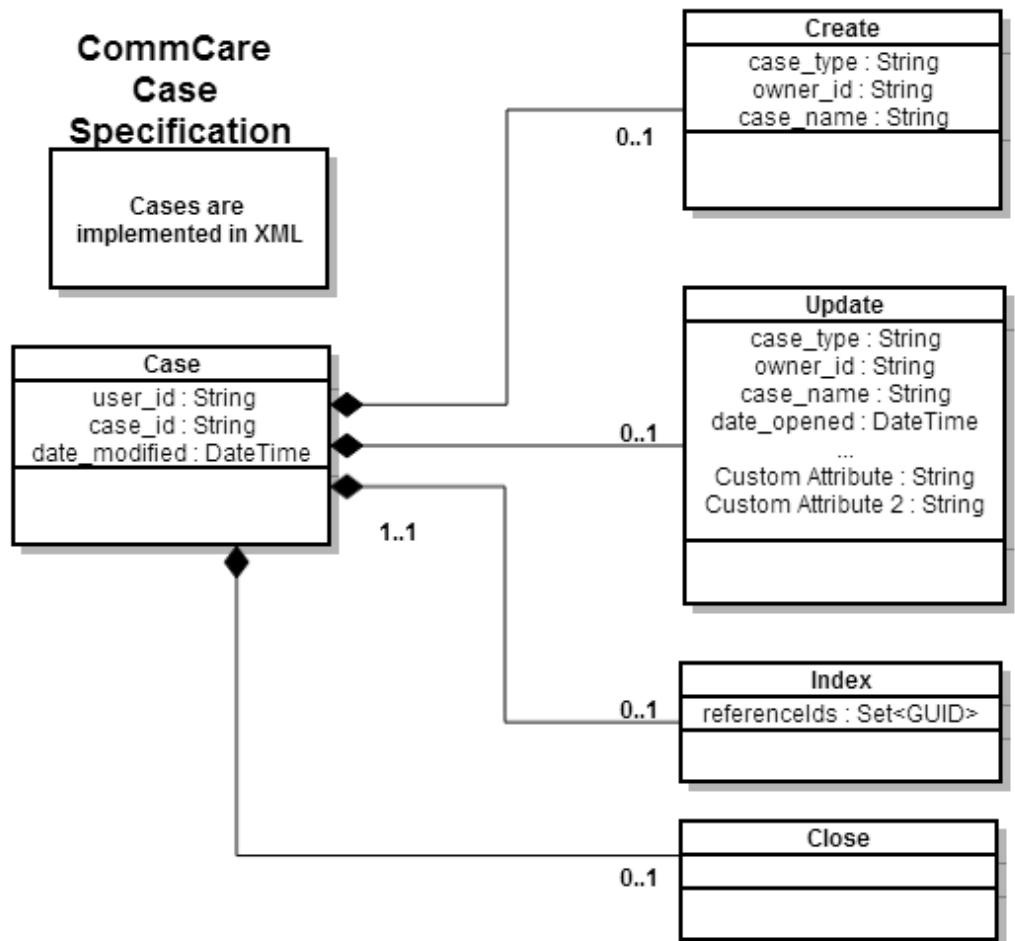 CommCare
Case
Specification
Cases are
implemented in XML
Create
case_type : String
owner_id : String
case_name : String
0..1
Update
case_type : String
owner_id : String
case_name : String
date_opened : DateTime
...
Custom Attribute : String
Custom Attribute 2 : String
0..1
Case
user_id : String
case_id : String
date_modified : DateTime
1..1
Index
referenceIds : Set<GUID>
0..1
Close
0..1